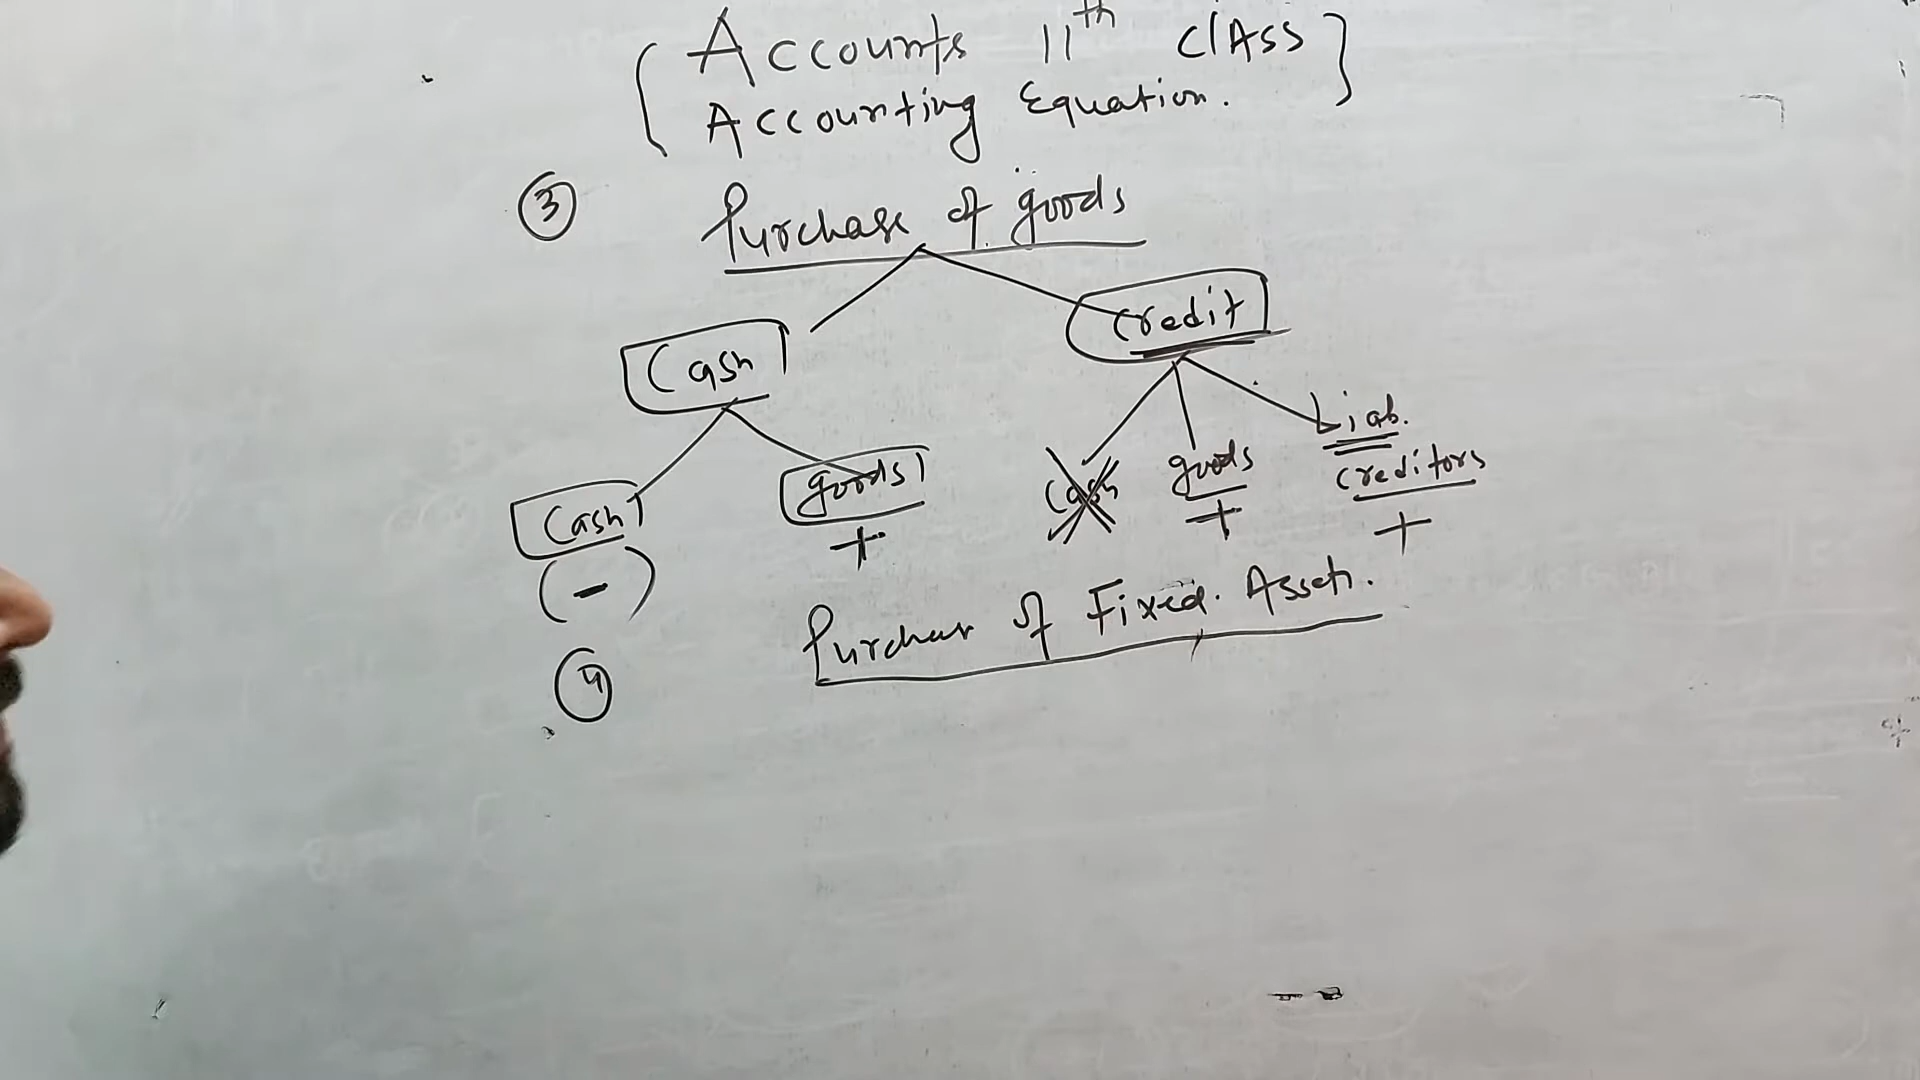 Accounts 11th ClAss
Accounting Equation.
3 Purchase of goods
Cash Credit
Cash goods Cash goods Liab.
creditors
(-) + + +
4 Purchase of Fixed. Assets.